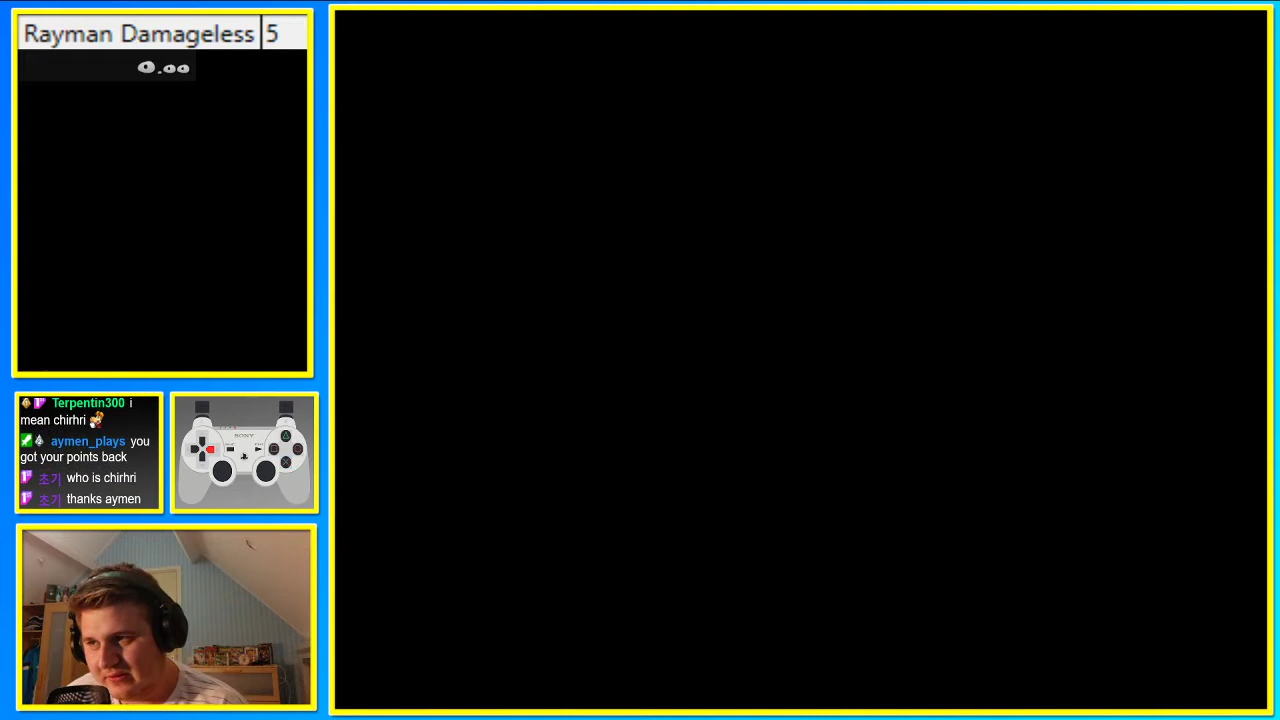 Rayman Damageless 5
0.00
Terpentin300 i
mean chirhri
aymen_plays you
got your points back
초기 who is chirhri
초기 thanks aymen
SONY